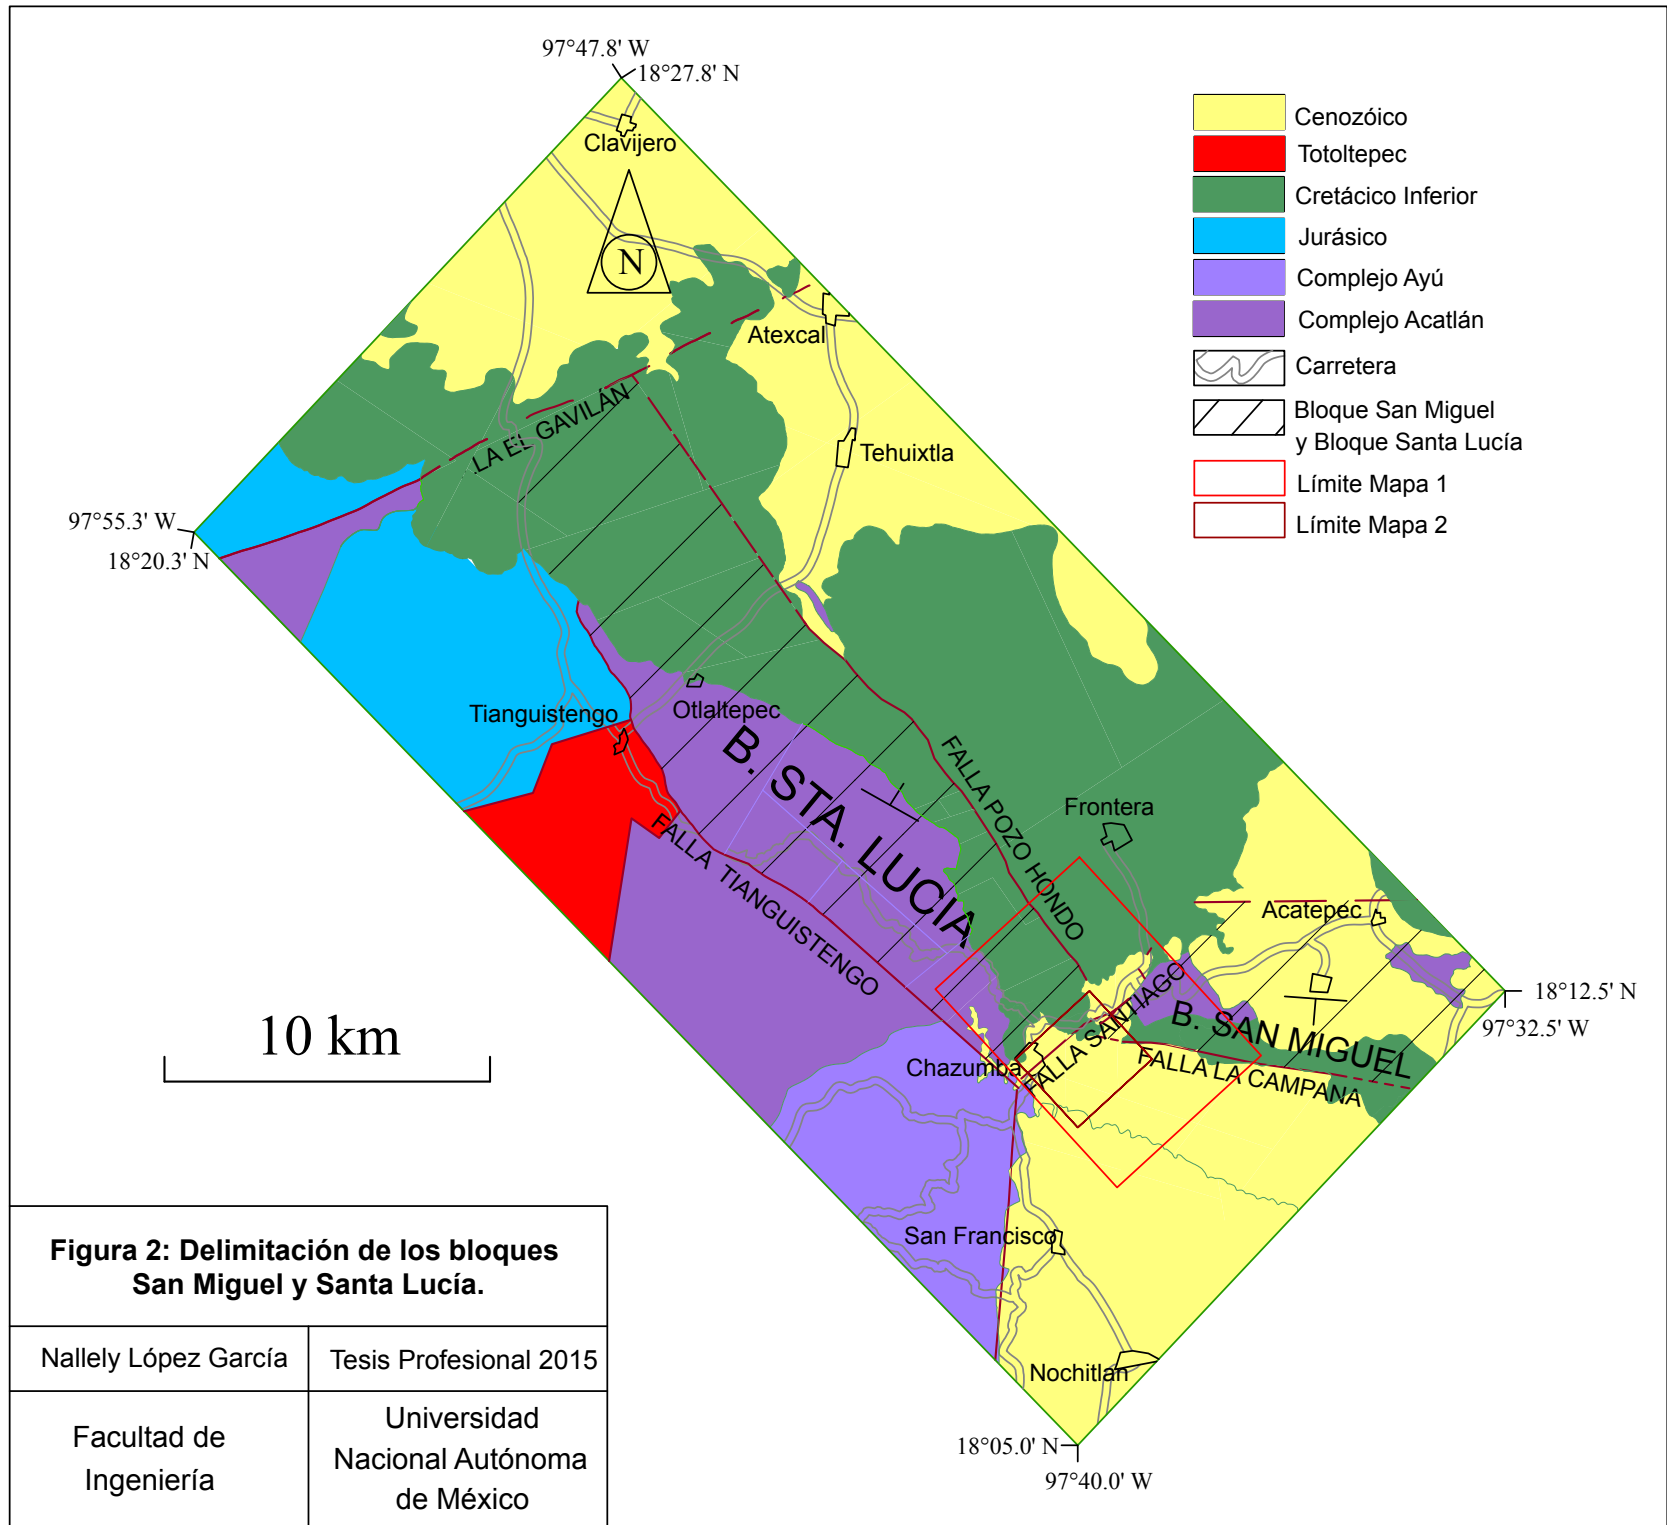 97°47.8' W
18°27.8' N
Clavijero
N
Atexcal
LA EL GAVILÁN
Tehuixtla
97°55.3' W
18°20.3' N
Tianguistengo
Otlaltepec
B. STA. LUCIA
FALLA POZO HONDO
Frontera
FALLA TIANGUISTENGO
Acatepec
18°12.5' N
97°32.5' W
FALLA SANTIAGO
B. SAN MIGUEL
FALLA LA CAMPANA
Chazumba
10 km
San Francisco
Nochitlan
18°05.0' N
97°40.0' W
Cenozóico
Totoltepec
Cretácico Inferior
Jurásico
Complejo Ayú
Complejo Acatlán
Carretera
Bloque San Miguel
y Bloque Santa Lucía
Límite Mapa 1
Límite Mapa 2
Figura 2: Delimitación de los bloques
San Miguel y Santa Lucía.
Nallely López García
Tesis Profesional 2015
Facultad de
Ingeniería
Universidad
Nacional Autónoma
de México